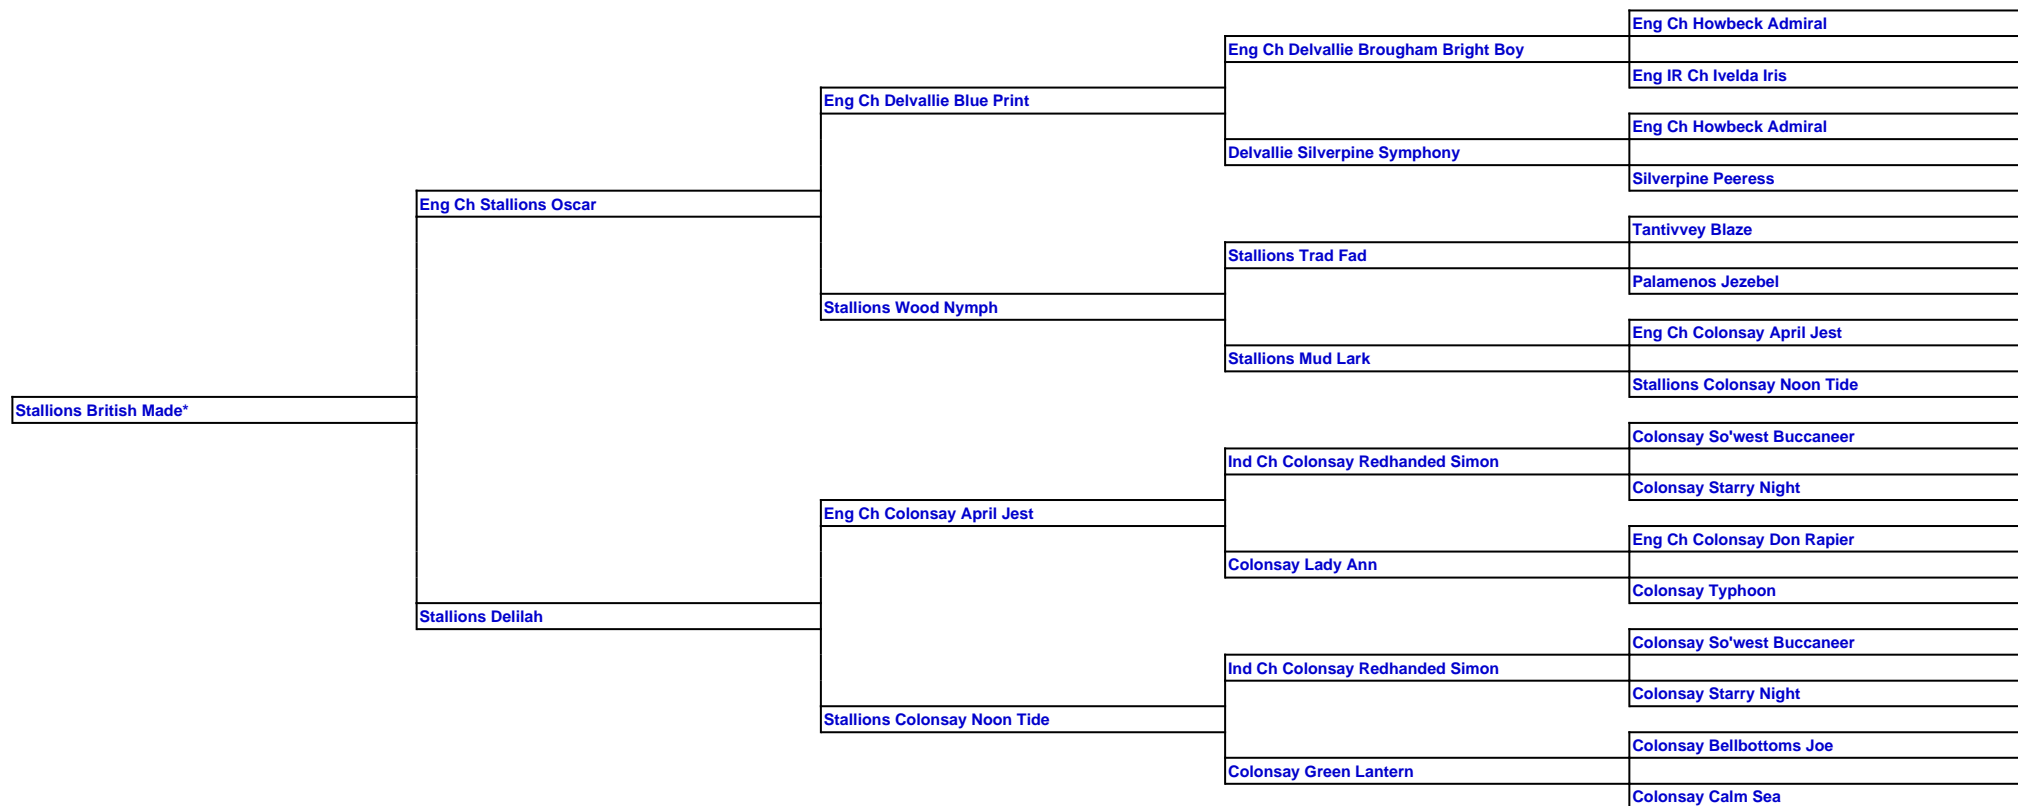 Eng Ch Howbeck Admiral
Eng Ch Delvallie Brougham Bright Boy
Eng IR Ch Ivelda Iris
Eng Ch Delvallie Blue Print
Eng Ch Howbeck Admiral
Delvallie Silverpine Symphony
Silverpine Peeress
Eng Ch Stallions Oscar
Tantivvey Blaze
Stallions Trad Fad
Palamenos Jezebel
Stallions Wood Nymph
Eng Ch Colonsay April Jest
Stallions Mud Lark
Stallions Colonsay Noon Tide
Stallions British Made*
Colonsay So'west Buccaneer
Ind Ch Colonsay Redhanded Simon
Colonsay Starry Night
Eng Ch Colonsay April Jest
Eng Ch Colonsay Don Rapier
Colonsay Lady Ann
Colonsay Typhoon
Stallions Delilah
Colonsay So'west Buccaneer
Ind Ch Colonsay Redhanded Simon
Colonsay Starry Night
Stallions Colonsay Noon Tide
Colonsay Bellbottoms Joe
Colonsay Green Lantern
Colonsay Calm Sea